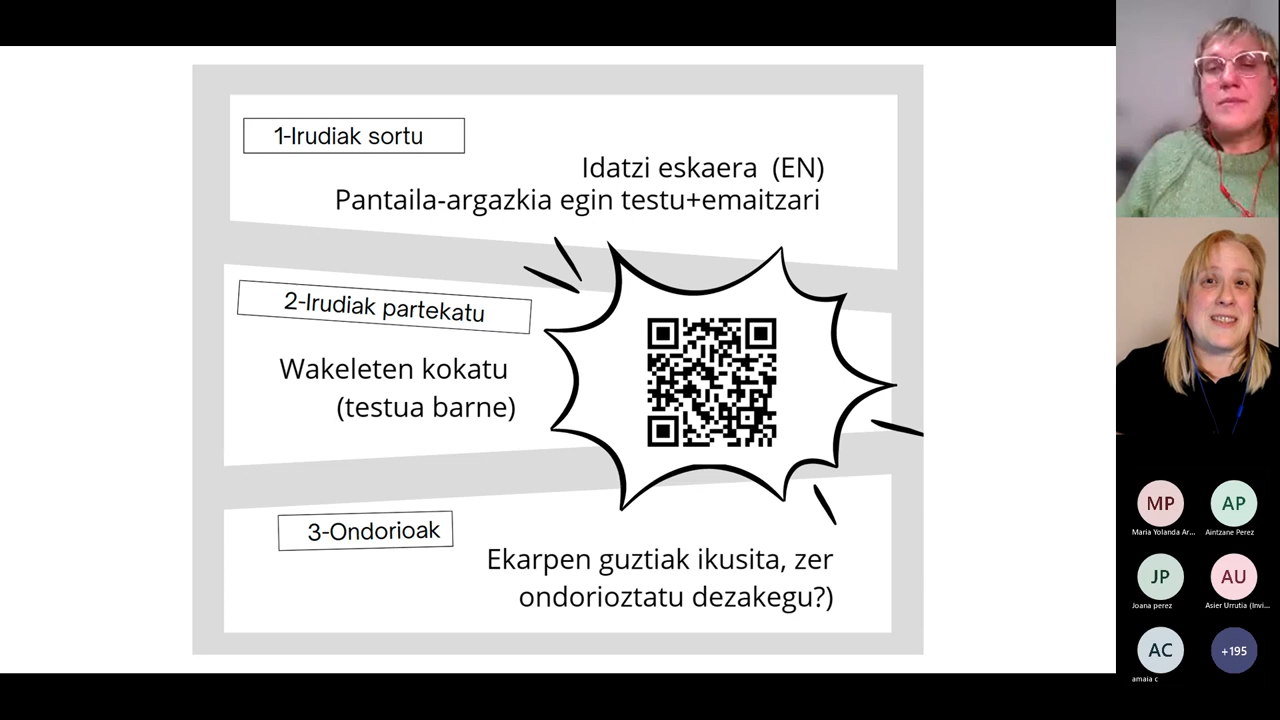 1-Irudiak sortu
Idatzi eskaera (EN)
Pantaila-argazkia egin testu+emaitzari
2-Irudiak partekatu
Wakeleten kokatu
(testua barne)
3-Ondorioak
Ekarpen guztiak ikusita, zer
ondorioztatu dezakegu?)
MP
AP
Maria Yolanda Ar...
Aintzane Perez
JP
AU
Joana perez
Asier Urrutia (Invi...
AC
+195
amaia c